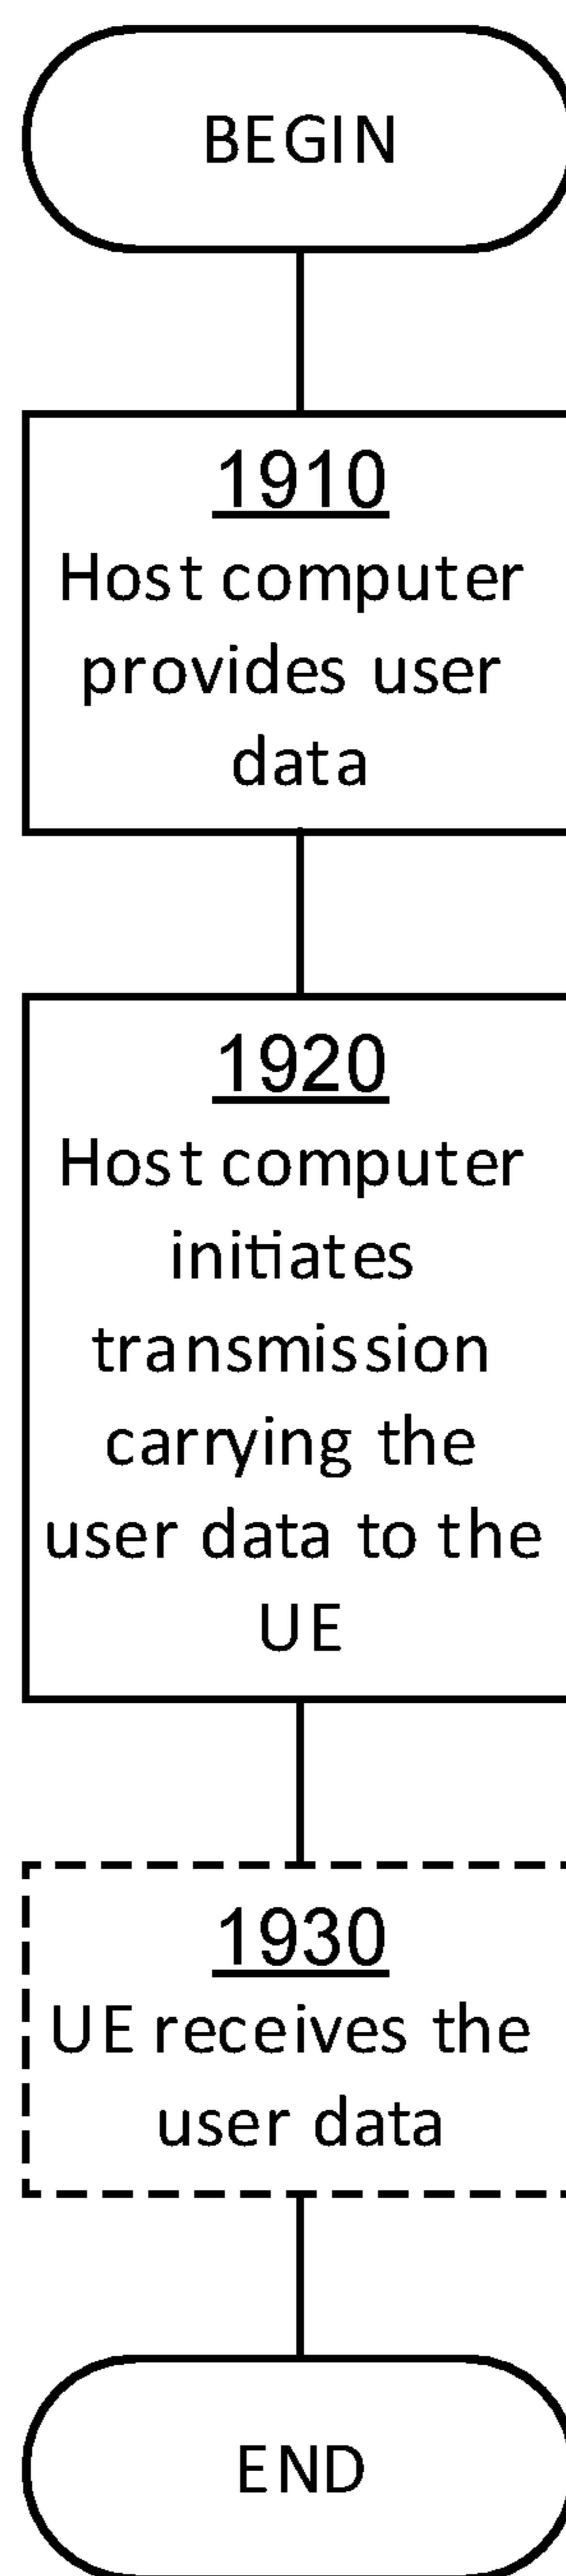 BEGIN
1910
Host computer
provides user
data
1920
Host computer
initiates
transmission
carrying the
user data to the
UE
1930
UE receives the
user data
END